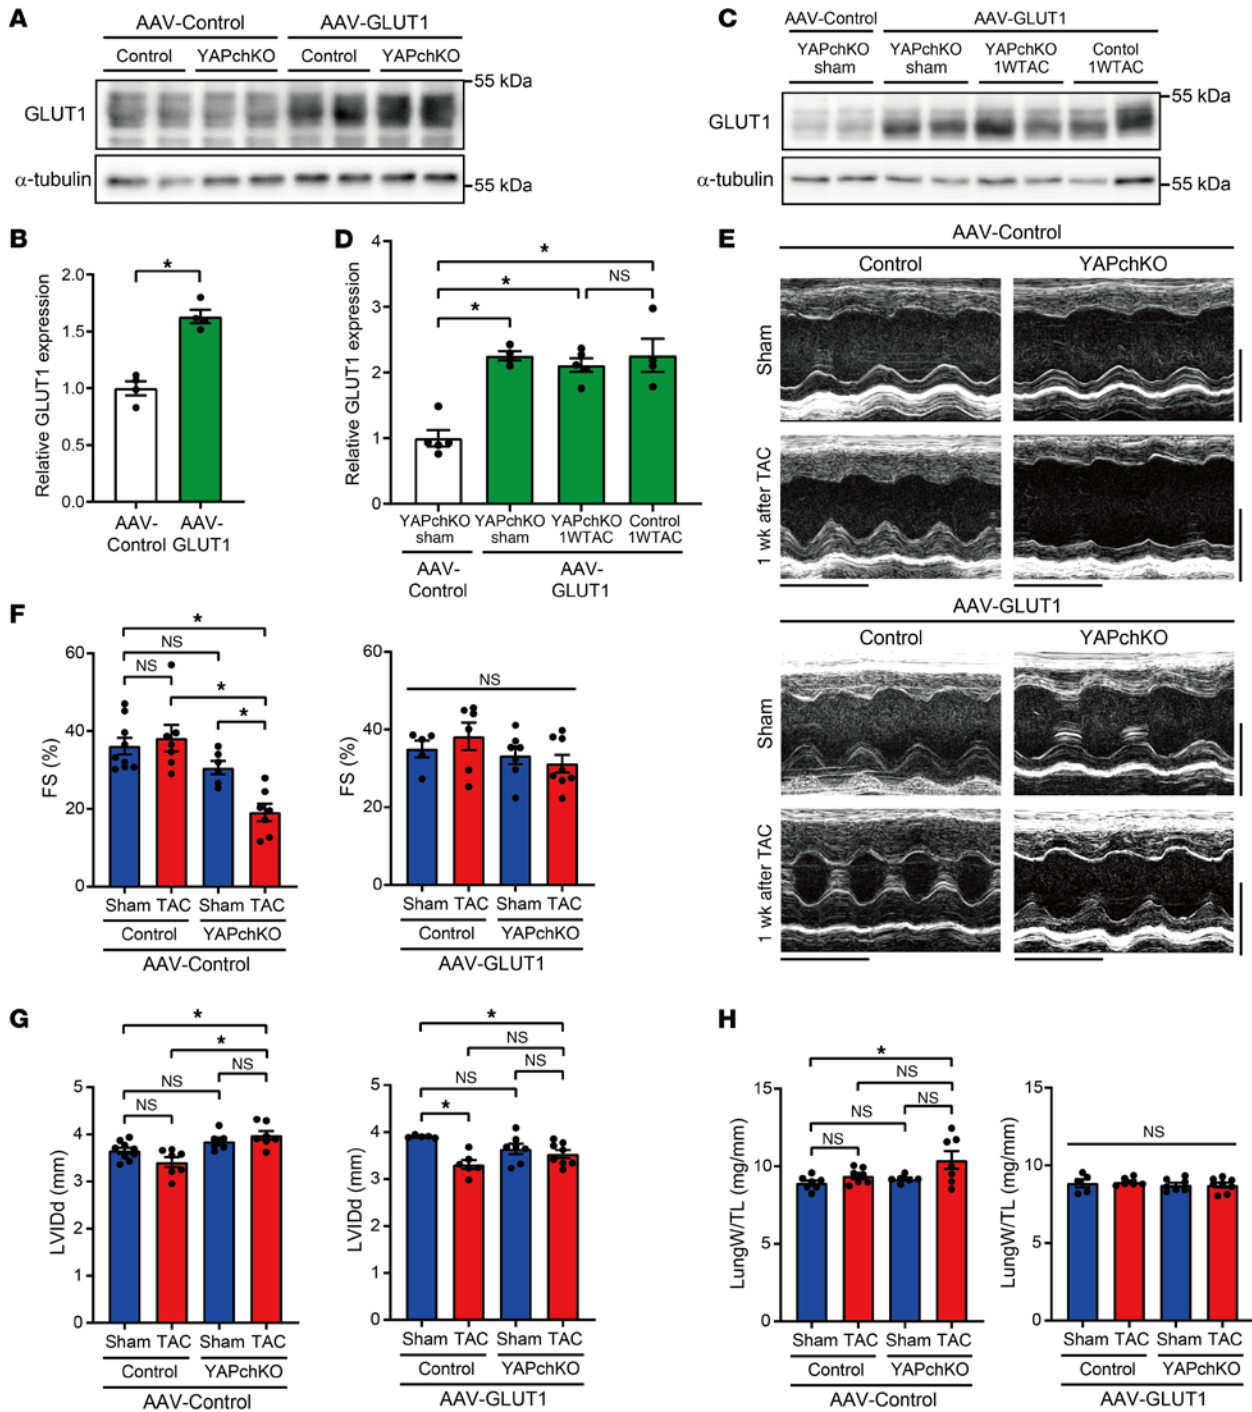 A
AAV-Control AAV-GLUT1
Control YAPchKO Control YAPchKO
GLUT1
55 kDa
α-tubulin
55 kDa
C
AAV-Control AAV-GLUT1
YAPchKO YAPchKO YAPchKO Contol
sham sham 1WTAC 1WTAC
GLUT1
55 kDa
α-tubulin
55 kDa
B
Relative GLUT1 expression
2.0
1.5
1.0
0.5
0.0
*
AAV- AAV-
Control GLUT1
D
Relative GLUT1 expression
4
3
2
1
0
*
* NS
*
YAPchKO YAPchKO YAPchKO Control
sham sham 1WTAC 1WTAC
AAV- AAV-
Control GLUT1
E
AAV-Control
Control YAPchKO
Sham
1 wk after TAC
AAV-GLUT1
Control YAPchKO
Sham
1 wk after TAC
F
FS (%)
60
40
20
0
*
NS
NS *
*
Sham TAC Sham TAC
Control YAPchKO
AAV-Control
FS (%)
60
40
20
0
NS
Sham TAC Sham TAC
Control YAPchKO
AAV-GLUT1
G
LVIDd (mm)
5
4
3
2
1
0
*
*
NS NS
NS
Sham TAC Sham TAC
Control YAPchKO
AAV-Control
LVIDd (mm)
5
4
3
2
1
0
*
NS
NS NS
*
Sham TAC Sham TAC
Control YAPchKO
AAV-GLUT1
H
LungW/TL (mg/mm)
15
10
5
0
*
NS
NS NS
NS
Sham TAC Sham TAC
Control YAPchKO
AAV-Control
LungW/TL (mg/mm)
15
10
5
0
NS
Sham TAC Sham TAC
Control YAPchKO
AAV-GLUT1